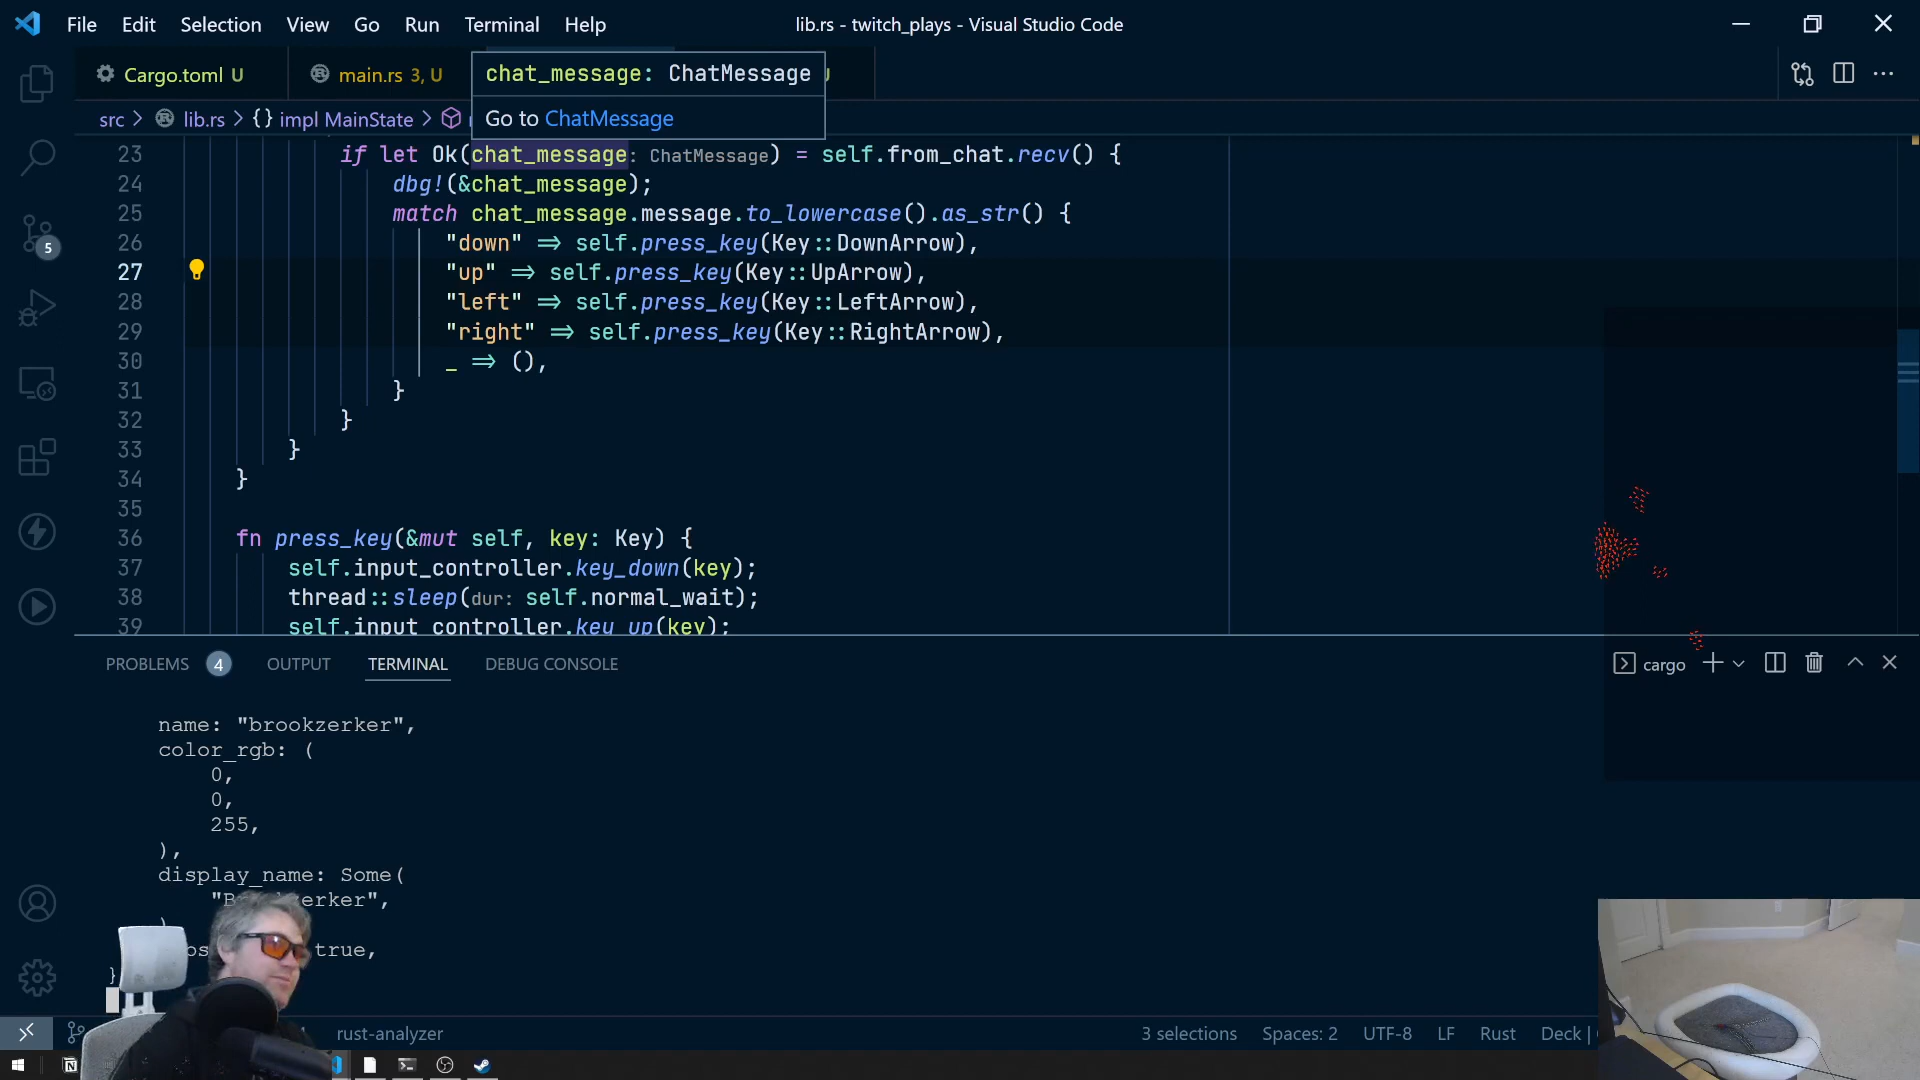 File Edit Selection View Go Run Terminal Help lib.rs - twitch_plays - Visual Studio Code
Cargo.toml U main.rs 3, U
chat_message: ChatMessage
Go to ChatMessage
src > lib.rs > {} impl MainState >
23 if let Ok(chat_message: ChatMessage) = self.from_chat.recv() {
24 dbg!(&chat_message);
25 match chat_message.message.to_lowercase().as_str() {
26 "down" => self.press_key(Key::DownArrow),
27 "up" => self.press_key(Key::UpArrow),
28 "left" => self.press_key(Key::LeftArrow),
29 "right" => self.press_key(Key::RightArrow),
30 _ => (),
31 }
32 }
33 }
34 }
35
36 fn press_key(&mut self, key: Key) {
37 self.input_controller.key_down(key);
38 thread::sleep(dur: self.normal_wait);
39 self.input_controller.key_up(key);
5
PROBLEMS 4 OUTPUT TERMINAL DEBUG CONSOLE cargo
name: "brookzerker",
color_rgb: (
0,
0,
255,
),
display_name: Some(
erker",
true,
}
rust-analyzer 3 selections Spaces: 2 UTF-8 LF Rust Deck |